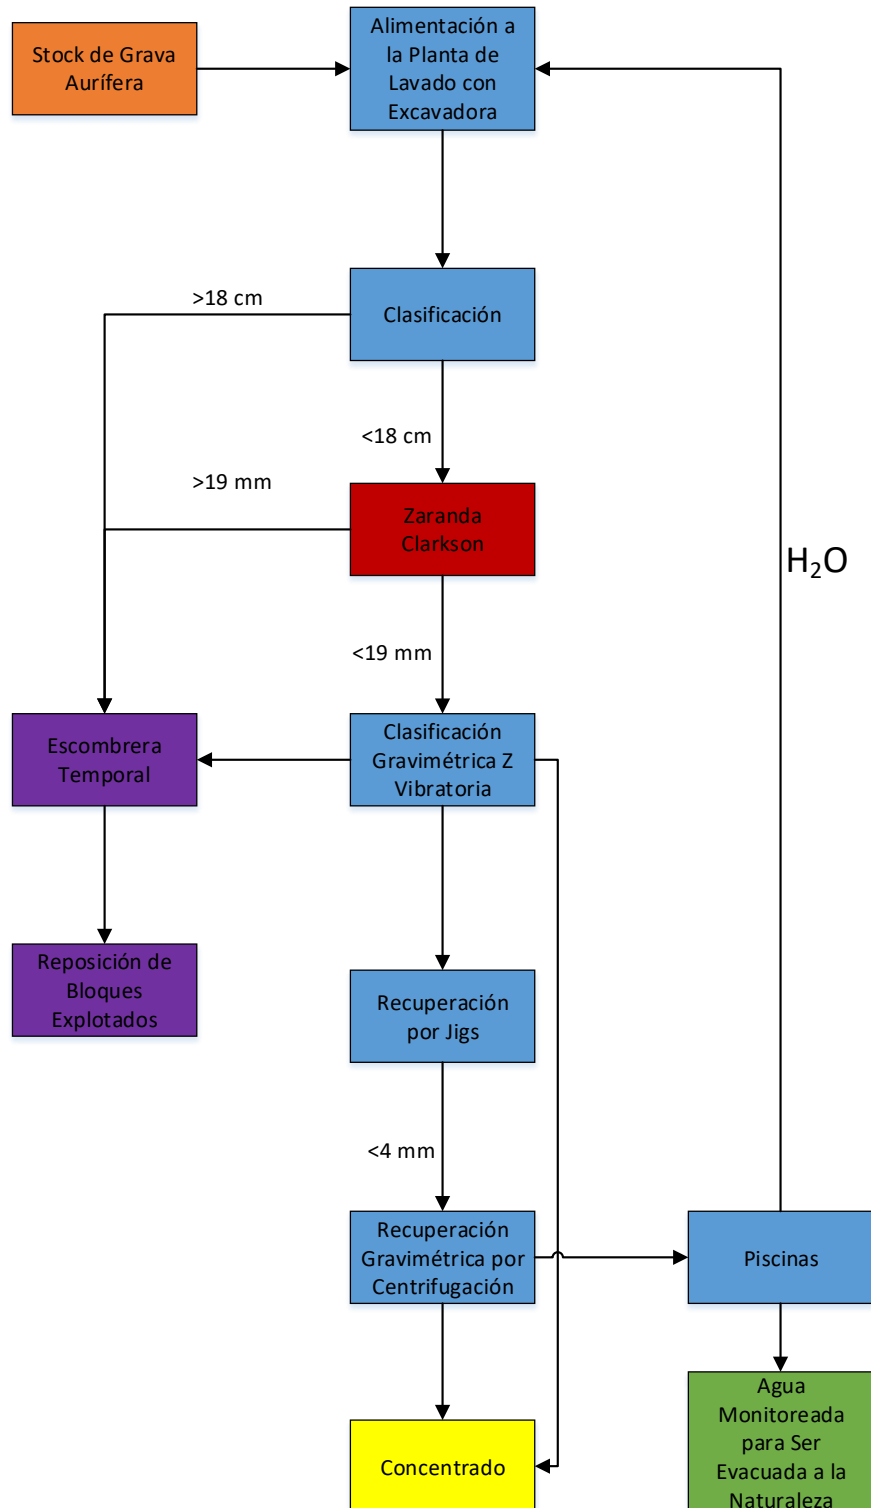 Stock de Grava
Aurífera
Alimentación a
la Planta de
Lavado con
Excavadora
>18 cm
Clasificación
<18 cm
>19 mm
Zaranda
Clarkson
H₂O
<19 mm
Escombrera
Temporal
Clasificación
Gravimétrica Z
Vibratoria
Reposición de
Bloques
Explotados
Recuperación
por Jigs
<4 mm
Recuperación
Gravimétrica por
Centrifugación
Piscinas
Concentrado
Agua
Monitoreada
para Ser
Evacuada a la
Naturaleza